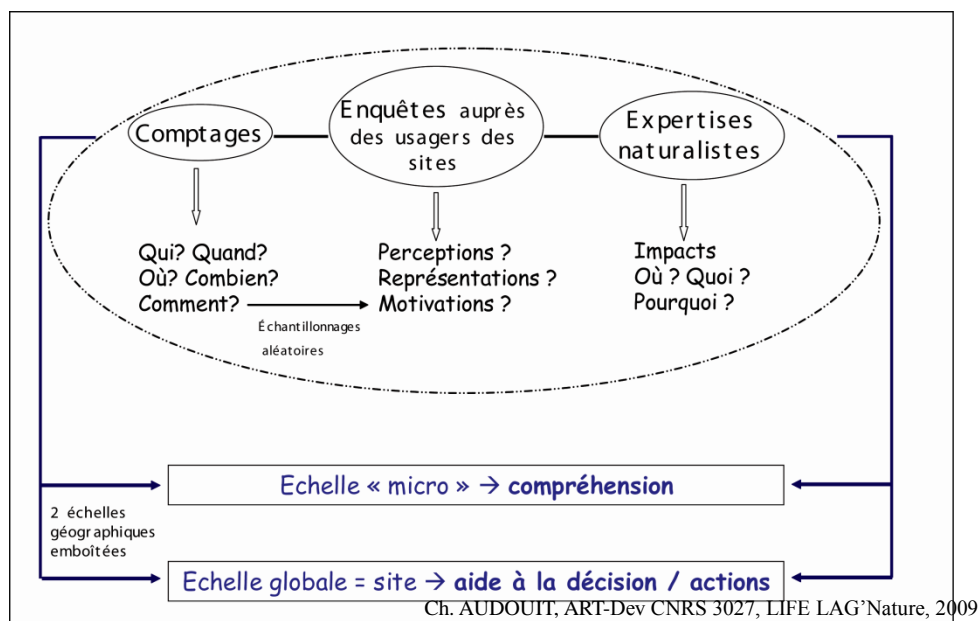 Comptages
Enquêtes auprès
des usagers des
sites
Expertises
naturalistes
Qui? Quand?
Où? Combien?
Comment?
Échantillonnages
aléatoires
Perceptions ?
Représentations ?
Motivations ?
Impacts
Où ? Quoi ?
Pourquoi ?
2 échelles
géographiques
emboîtées
Echelle « micro » → compréhension
Echelle globale = site → aide à la décision / actions
Ch. AUDOUIT, ART-Dev CNRS 3027, LIFE LAG'Nature, 2009